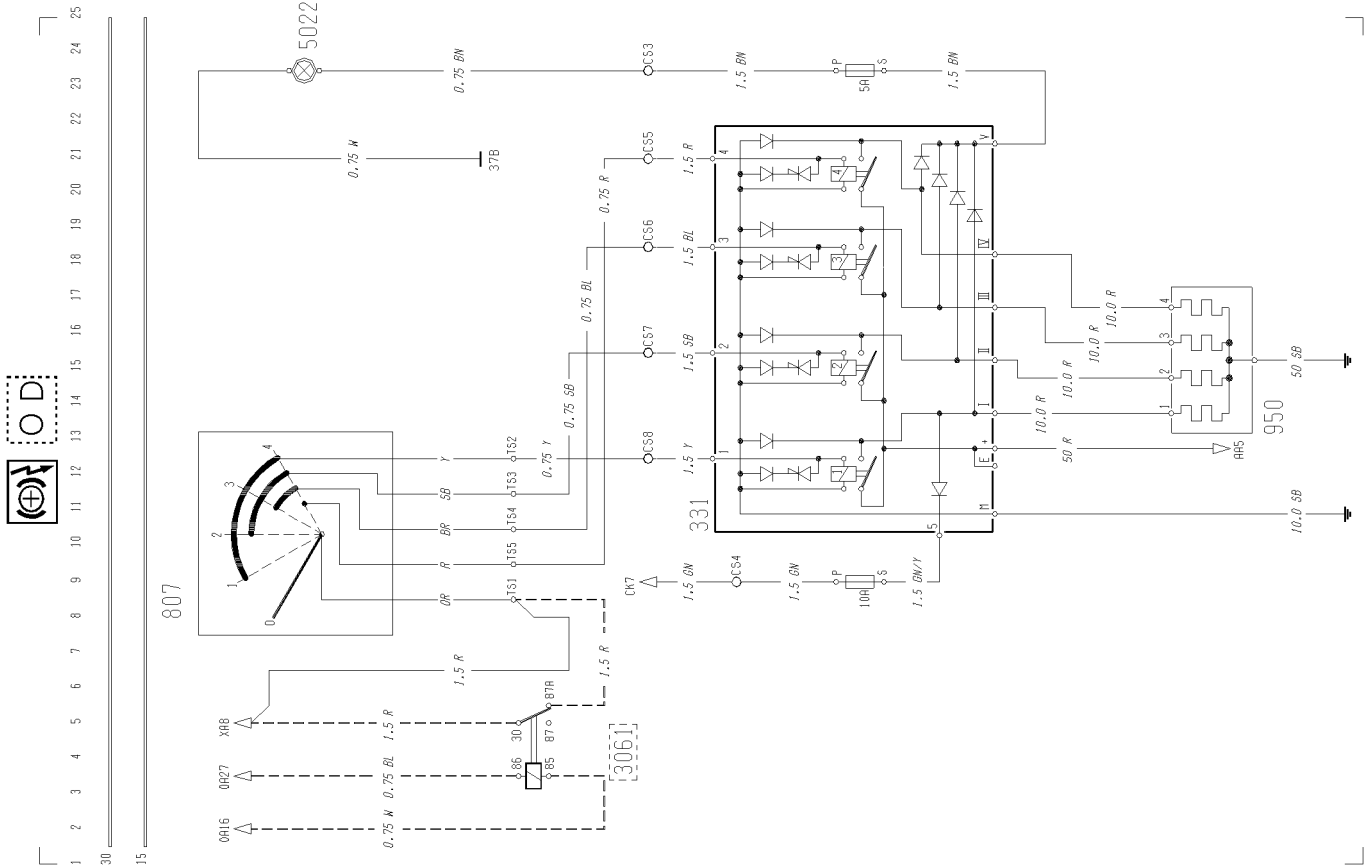 O D
1 2 3 4 5 6 7 8 9 10 11 12 13 14 15 16 17 18 19 20 21 22 23 24 25
30
15
807
0
1
2
3
4
5022
0.75 W
37B
0.75 BN
CS3
1.5 BN
P
5A
S
1.5 BN
XA8
0A27
0A16
1.5 R
0.75 BL
0.75 W
1.5 R
1.5 R
30
87A
87
86
85
3061
OR
R
BR
SB
Y
TS1
TS5
TS4
TS3
TS2
0.75 Y
0.75 SB
0.75 BL
0.75 R
CS8
CS7
CS6
CS5
1.5 Y
1.5 SB
1.5 BL
1.5 R
CK7
1.5 GN
CS4
1.5 GN
P
10A
S
1.5 GN/Y
331
1
2
3
4
1
2
3
4
5
M
E
+
I
II
III
IV
V
10.0 SB
50 R
AA5
10.0 R
10.0 R
10.0 R
10.0 R
1
2
3
4
950
50 SB